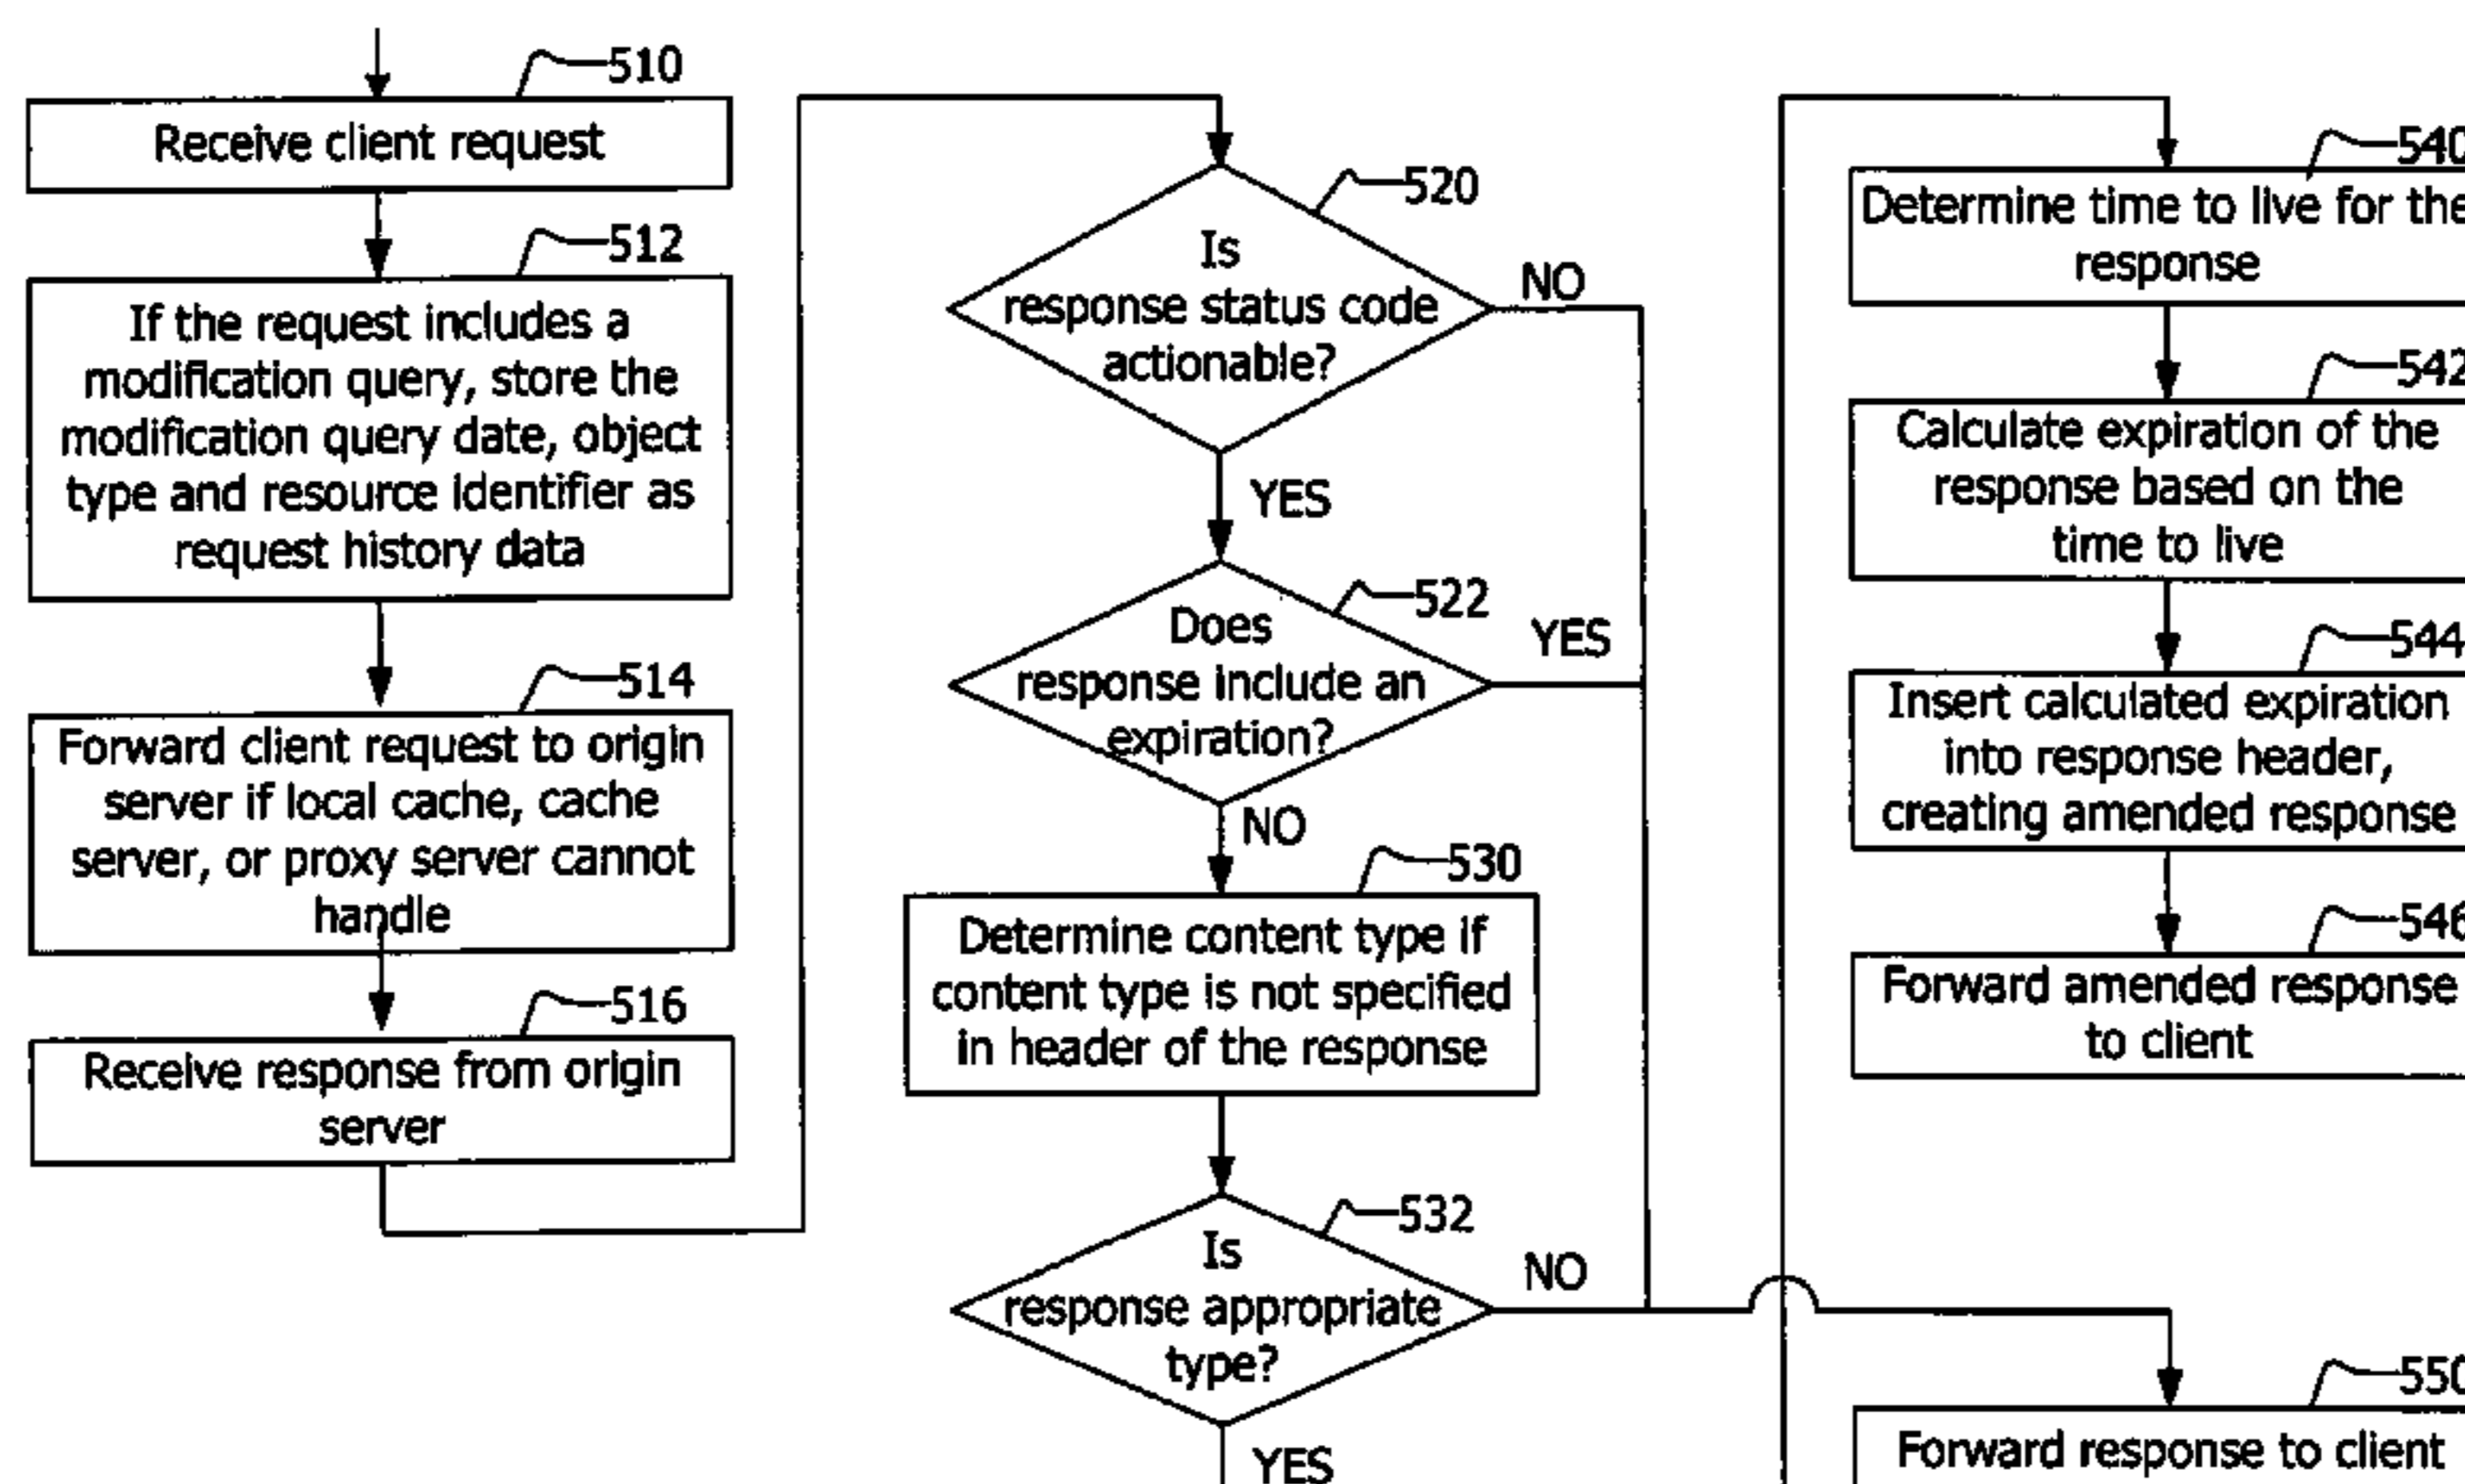 510
Receive client request
512
If the request includes a
modification query, store the
modification query date, object
type and resource identifier as
request history data
514
Forward client request to origin
server if local cache, cache
server, or proxy server cannot
handle
516
Receive response from origin
server
520
Is
response status code
actionable?
NO
YES
522
Does
response include an
expiration?
YES
NO
530
Determine content type if
content type is not specified
in header of the response
532
Is
response appropriate
type?
NO
YES
540
Determine time to live for the
response
542
Calculate expiration of the
response based on the
time to live
544
Insert calculated expiration
into response header,
creating amended response
546
Forward amended response
to client
550
Forward response to client